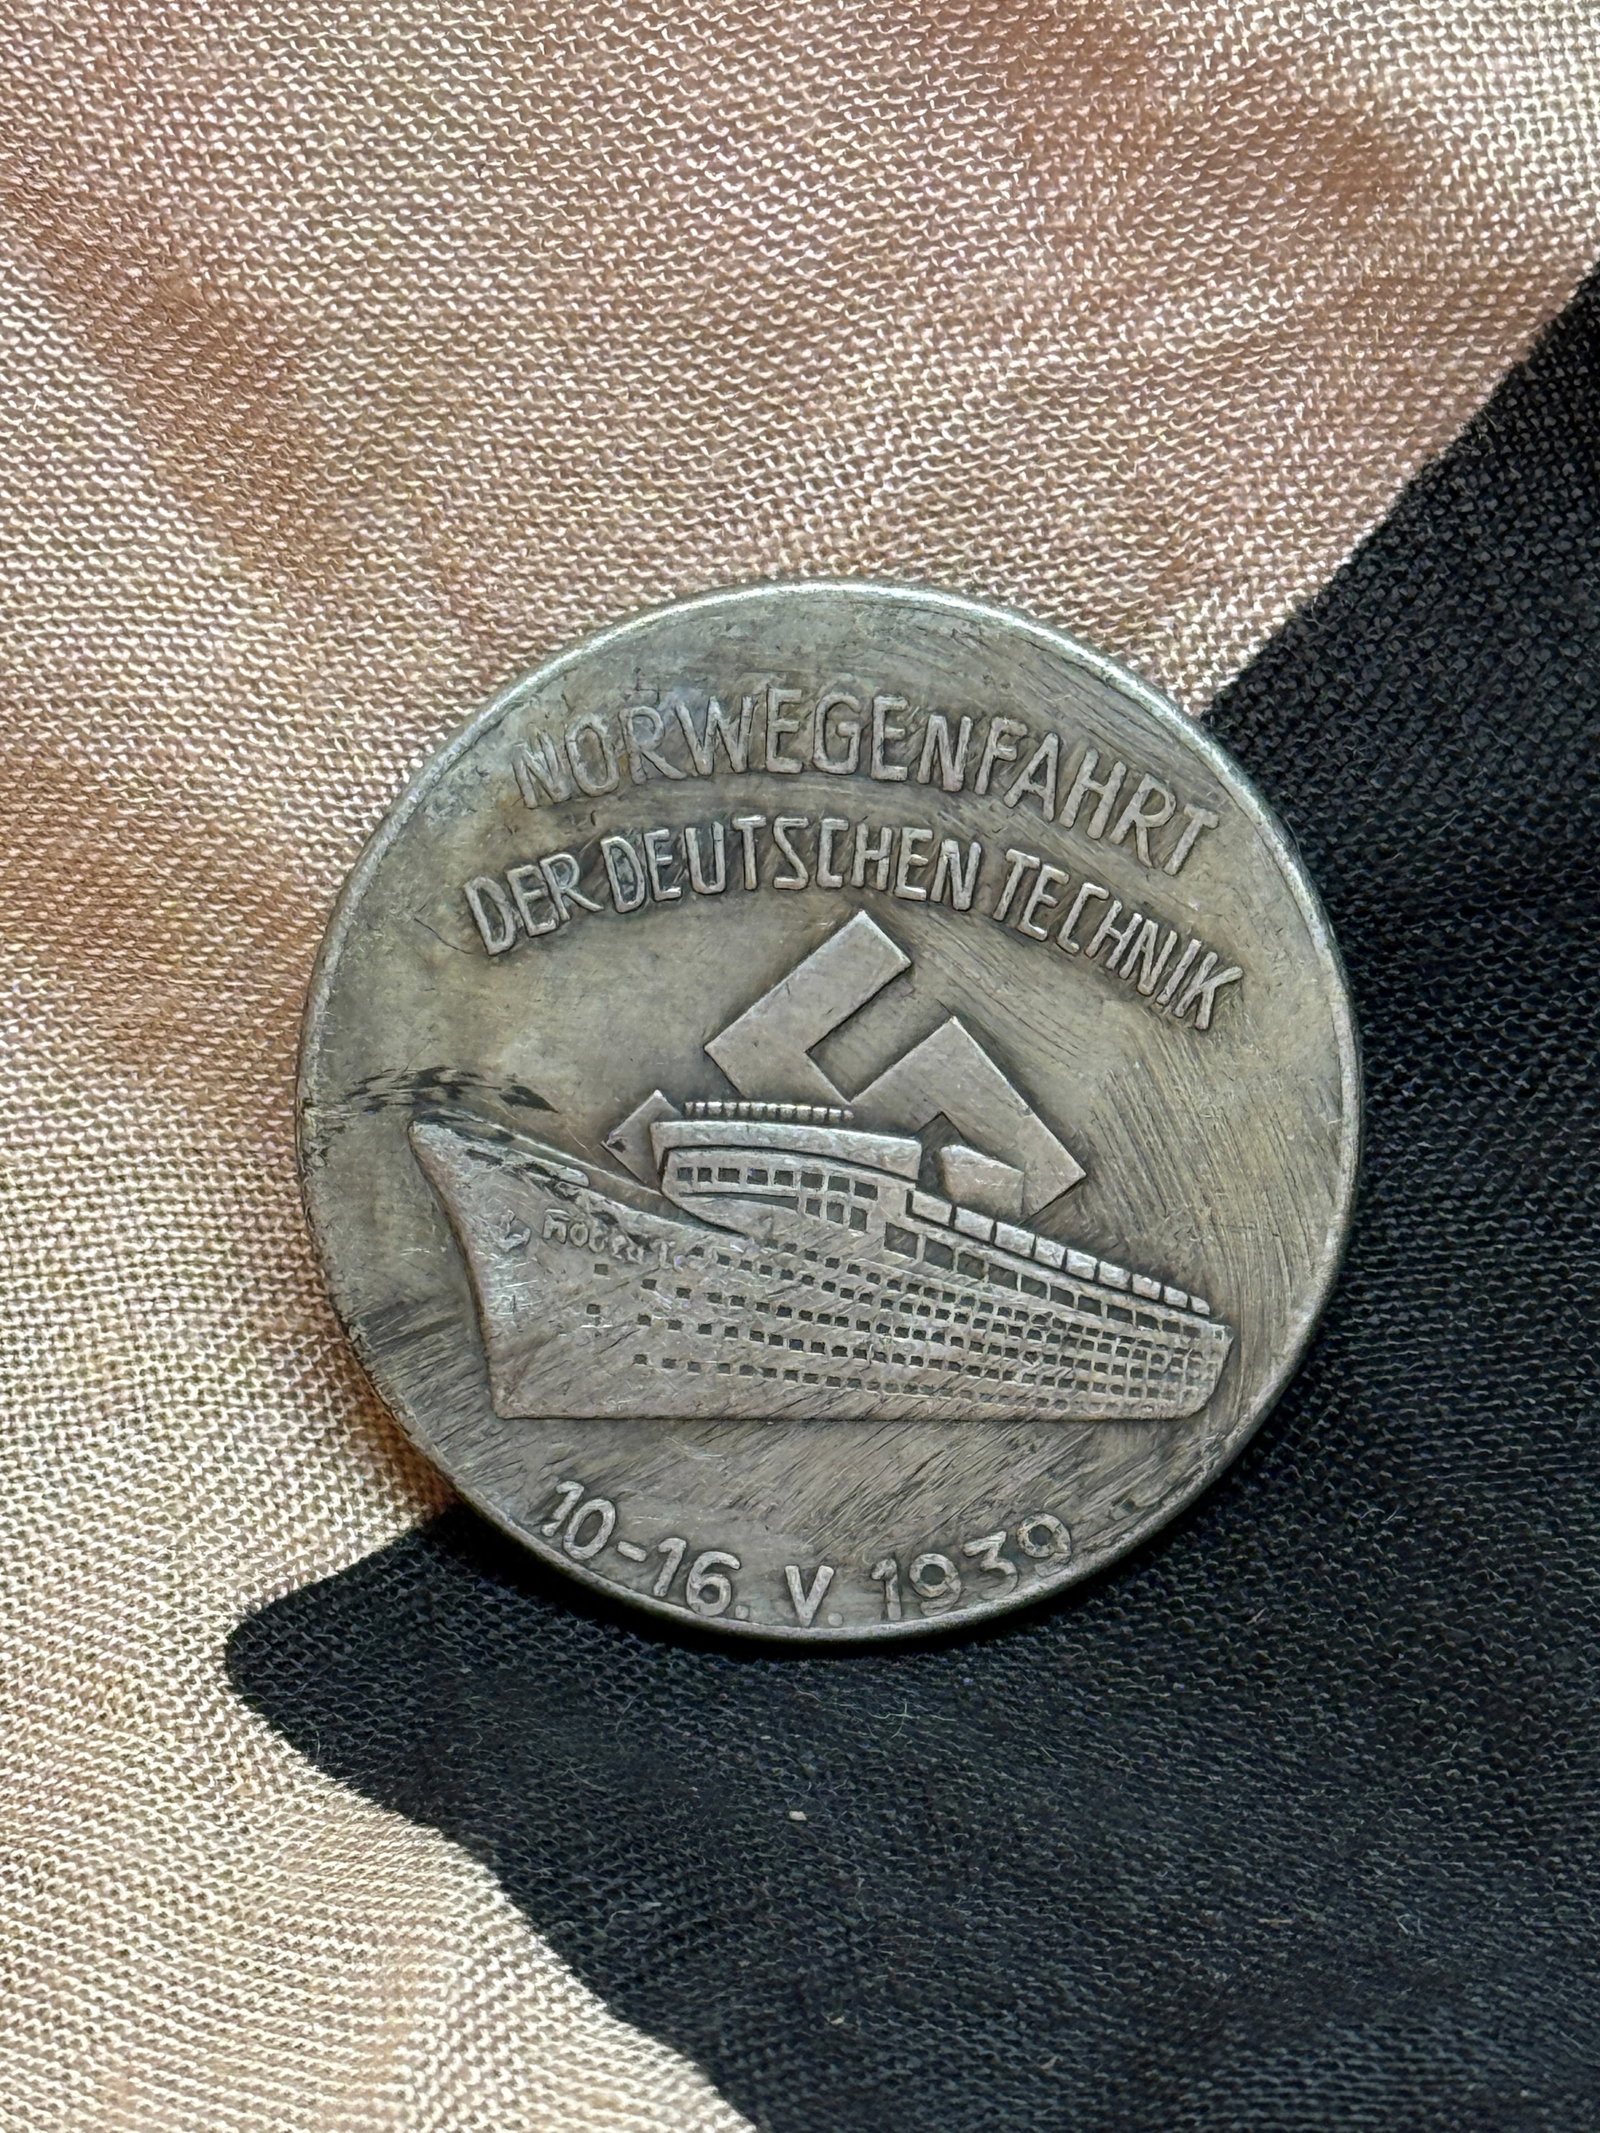 NORWEGENFAHRT
DER DEUTSCHEN TECHNIK
10-16. V. 1939